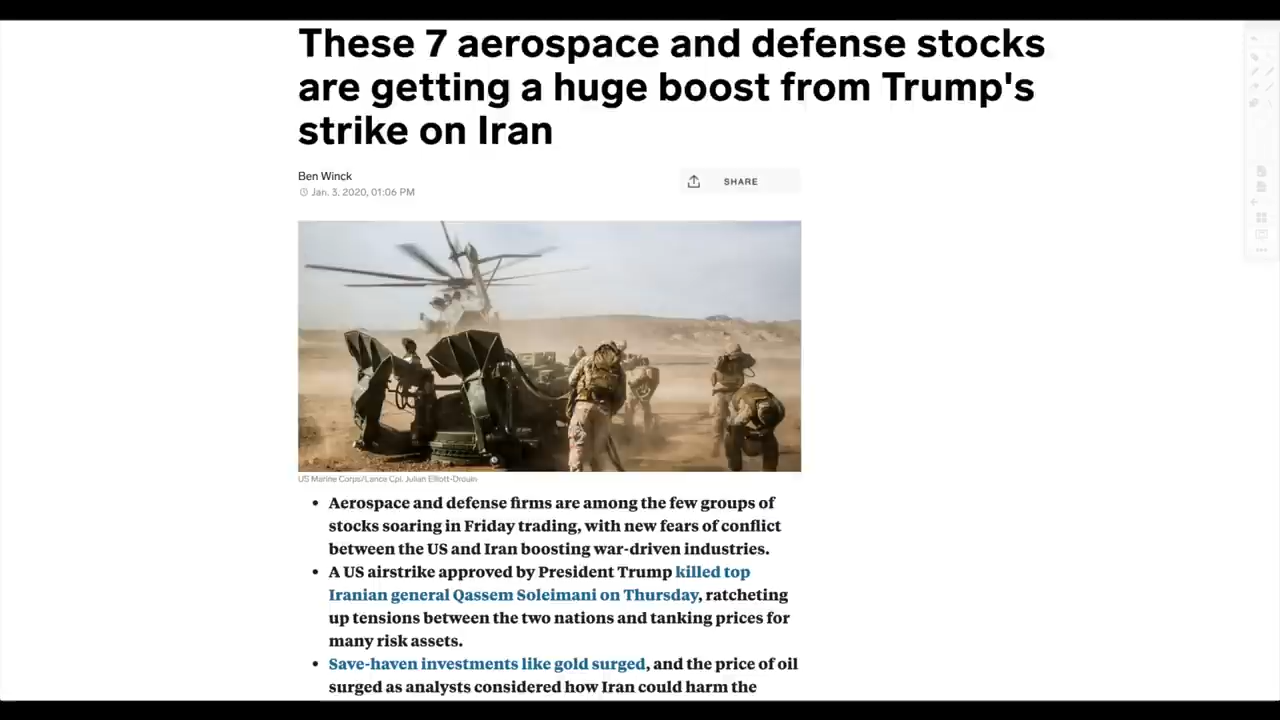 These 7 aerospace and defense stocks
are getting a huge boost from Trump's
strike on Iran
Ben Winck
Jan. 3, 2020, 01:06 PM
SHARE
US Marine Corps/Lance Cpl. Julian Elliott-Drouin
• Aerospace and defense firms are among the few groups of
stocks soaring in Friday trading, with new fears of conflict
between the US and Iran boosting war-driven industries.
• A US airstrike approved by President Trump killed top
Iranian general Qassem Soleimani on Thursday, ratcheting
up tensions between the two nations and tanking prices for
many risk assets.
• Save-haven investments like gold surged, and the price of oil
surged as analysts considered how Iran could harm the